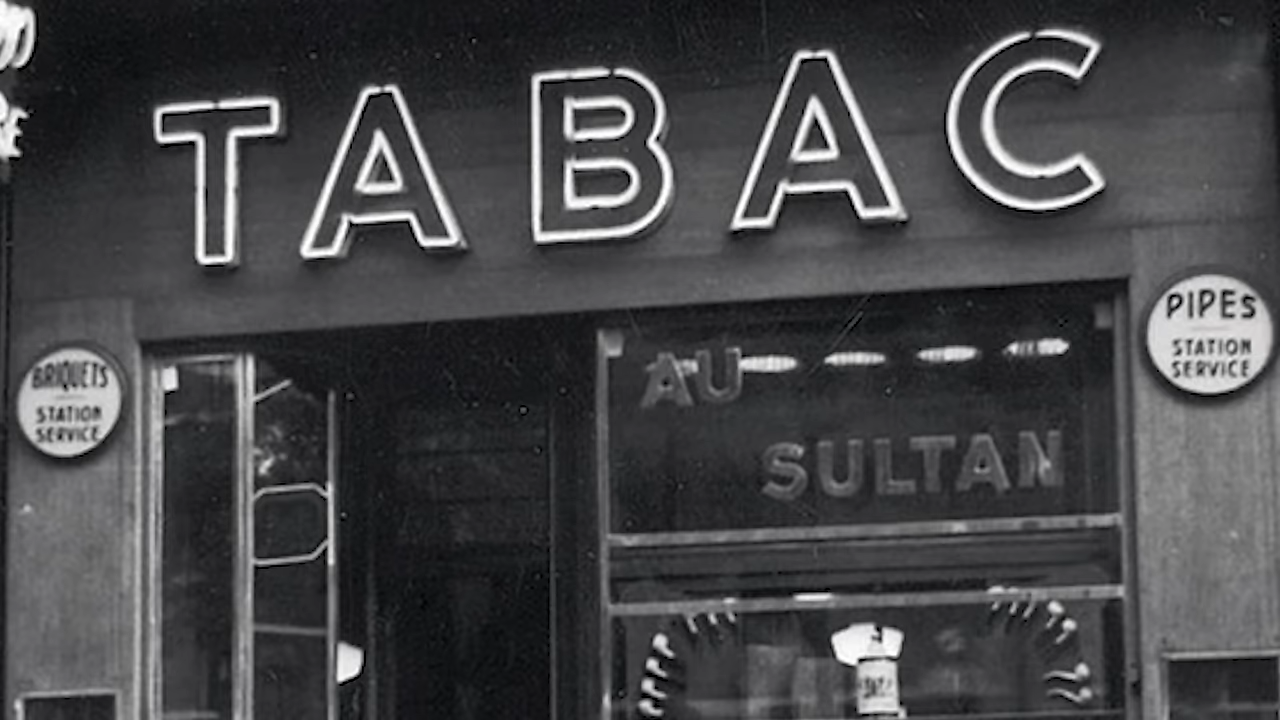 TABAC
BRIQUETS
STATION
SERVICE
AU
SULTAN
PIPES
STATION
SERVICE